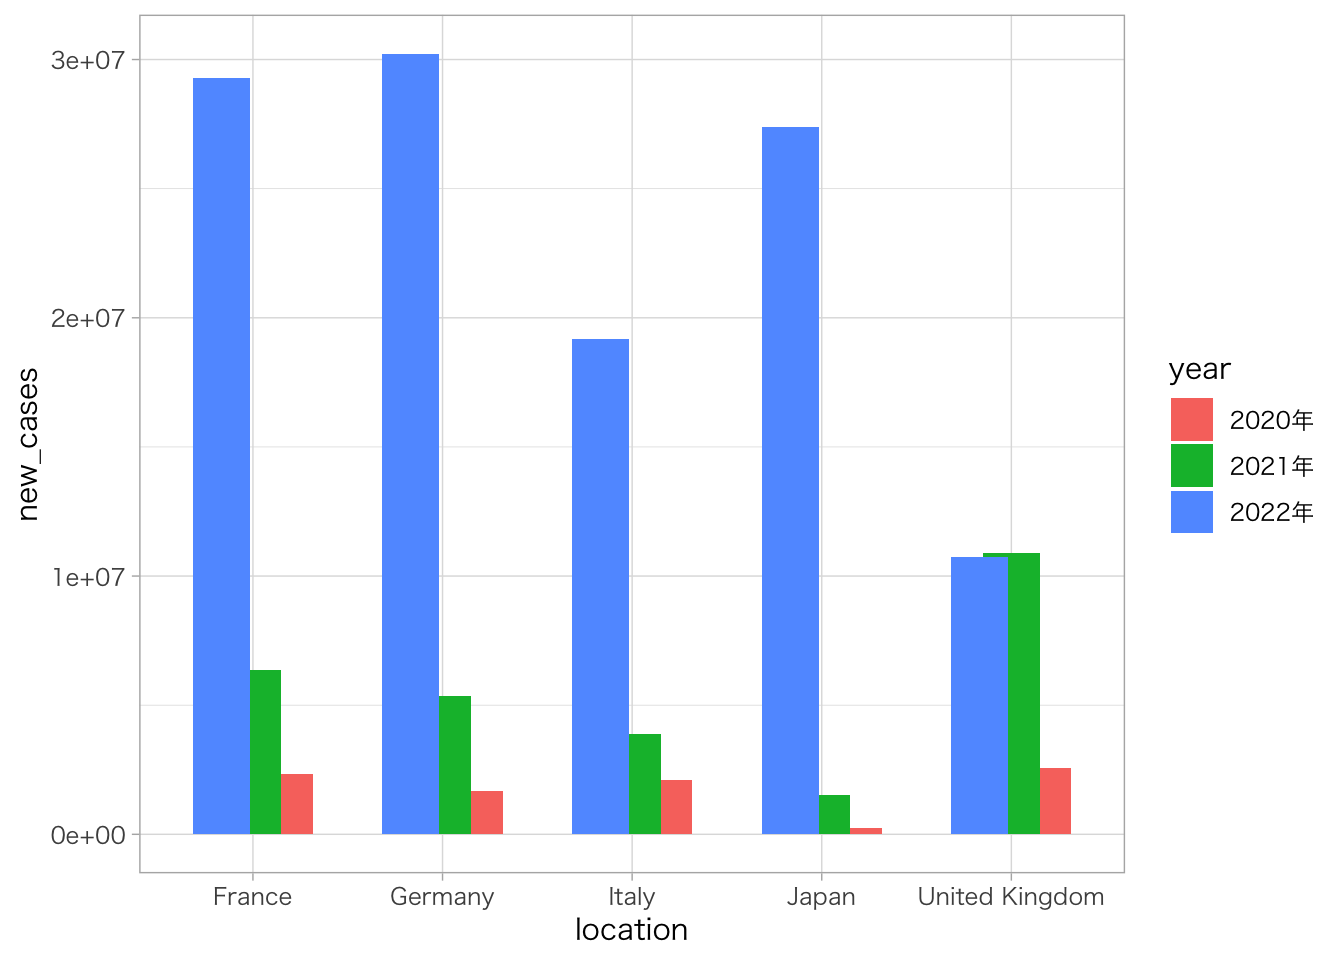 3e+07
2e+07
1e+07
0e+00
new_cases
France
Germany
Italy
Japan
United Kingdom
location
year
2020年
2021年
2022年